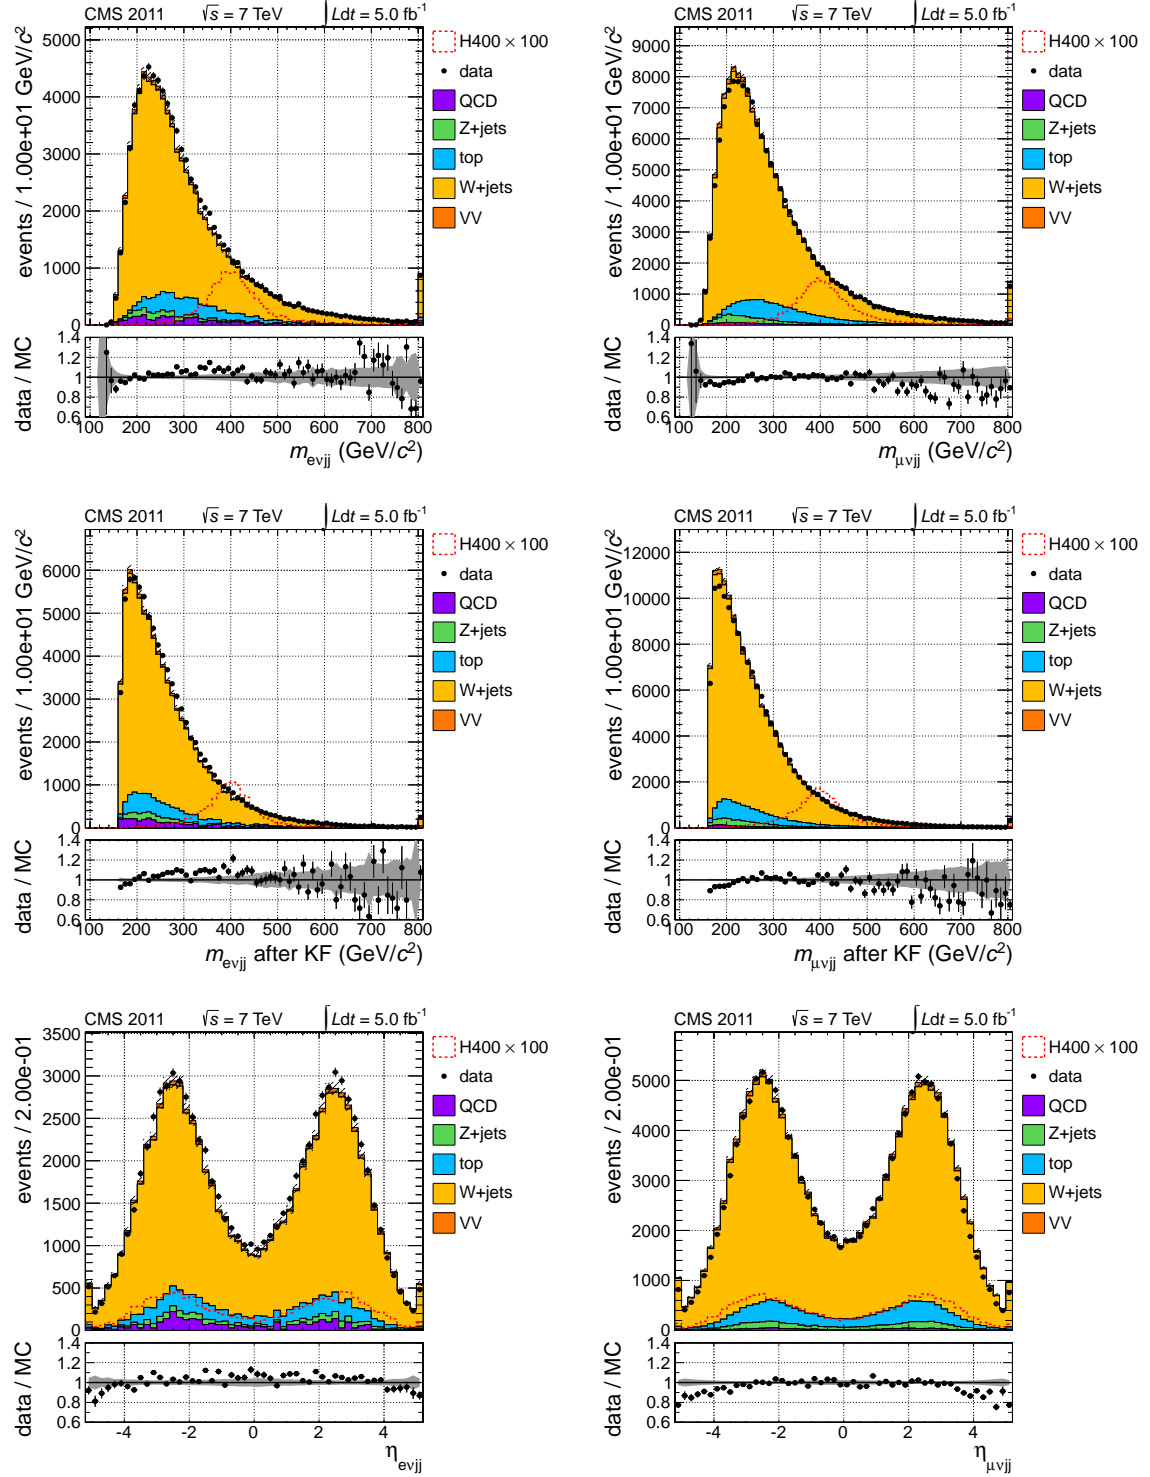 CMS 2011 √s = 7 TeV ∫Ldt = 5.0 fb-1
events / 1.00e+01 GeV/c2
5000
4000
3000
2000
1000
0
H400 × 100
data
QCD
Z+jets
top
W+jets
VV
data / MC
1.4
1.2
1
0.8
0.6
100 200 300 400 500 600 700 800
meνjj (GeV/c2)
CMS 2011 √s = 7 TeV ∫Ldt = 5.0 fb-1
events / 1.00e+01 GeV/c2
9000
8000
7000
6000
5000
4000
3000
2000
1000
0
H400 × 100
data
QCD
Z+jets
top
W+jets
VV
data / MC
1.4
1.2
1
0.8
0.6
100 200 300 400 500 600 700 800
mμνjj (GeV/c2)
CMS 2011 √s = 7 TeV ∫Ldt = 5.0 fb-1
events / 1.00e+01 GeV/c2
6000
5000
4000
3000
2000
1000
0
H400 × 100
data
QCD
Z+jets
top
W+jets
VV
data / MC
1.4
1.2
1
0.8
0.6
100 200 300 400 500 600 700 800
meνjj after KF (GeV/c2)
CMS 2011 √s = 7 TeV ∫Ldt = 5.0 fb-1
events / 1.00e+01 GeV/c2
12000
10000
8000
6000
4000
2000
0
H400 × 100
data
QCD
Z+jets
top
W+jets
VV
data / MC
1.4
1.2
1
0.8
0.6
100 200 300 400 500 600 700 800
mμνjj after KF (GeV/c2)
CMS 2011 √s = 7 TeV ∫Ldt = 5.0 fb-1
events / 2.00e-01
3500
3000
2500
2000
1500
1000
500
0
H400 × 100
data
QCD
Z+jets
top
W+jets
VV
data / MC
1.4
1.2
1
0.8
0.6
-4 -2 0 2 4
ηeνjj
CMS 2011 √s = 7 TeV ∫Ldt = 5.0 fb-1
events / 2.00e-01
5000
4000
3000
2000
1000
0
H400 × 100
data
QCD
Z+jets
top
W+jets
VV
data / MC
1.4
1.2
1
0.8
0.6
-4 -2 0 2 4
ημνjj